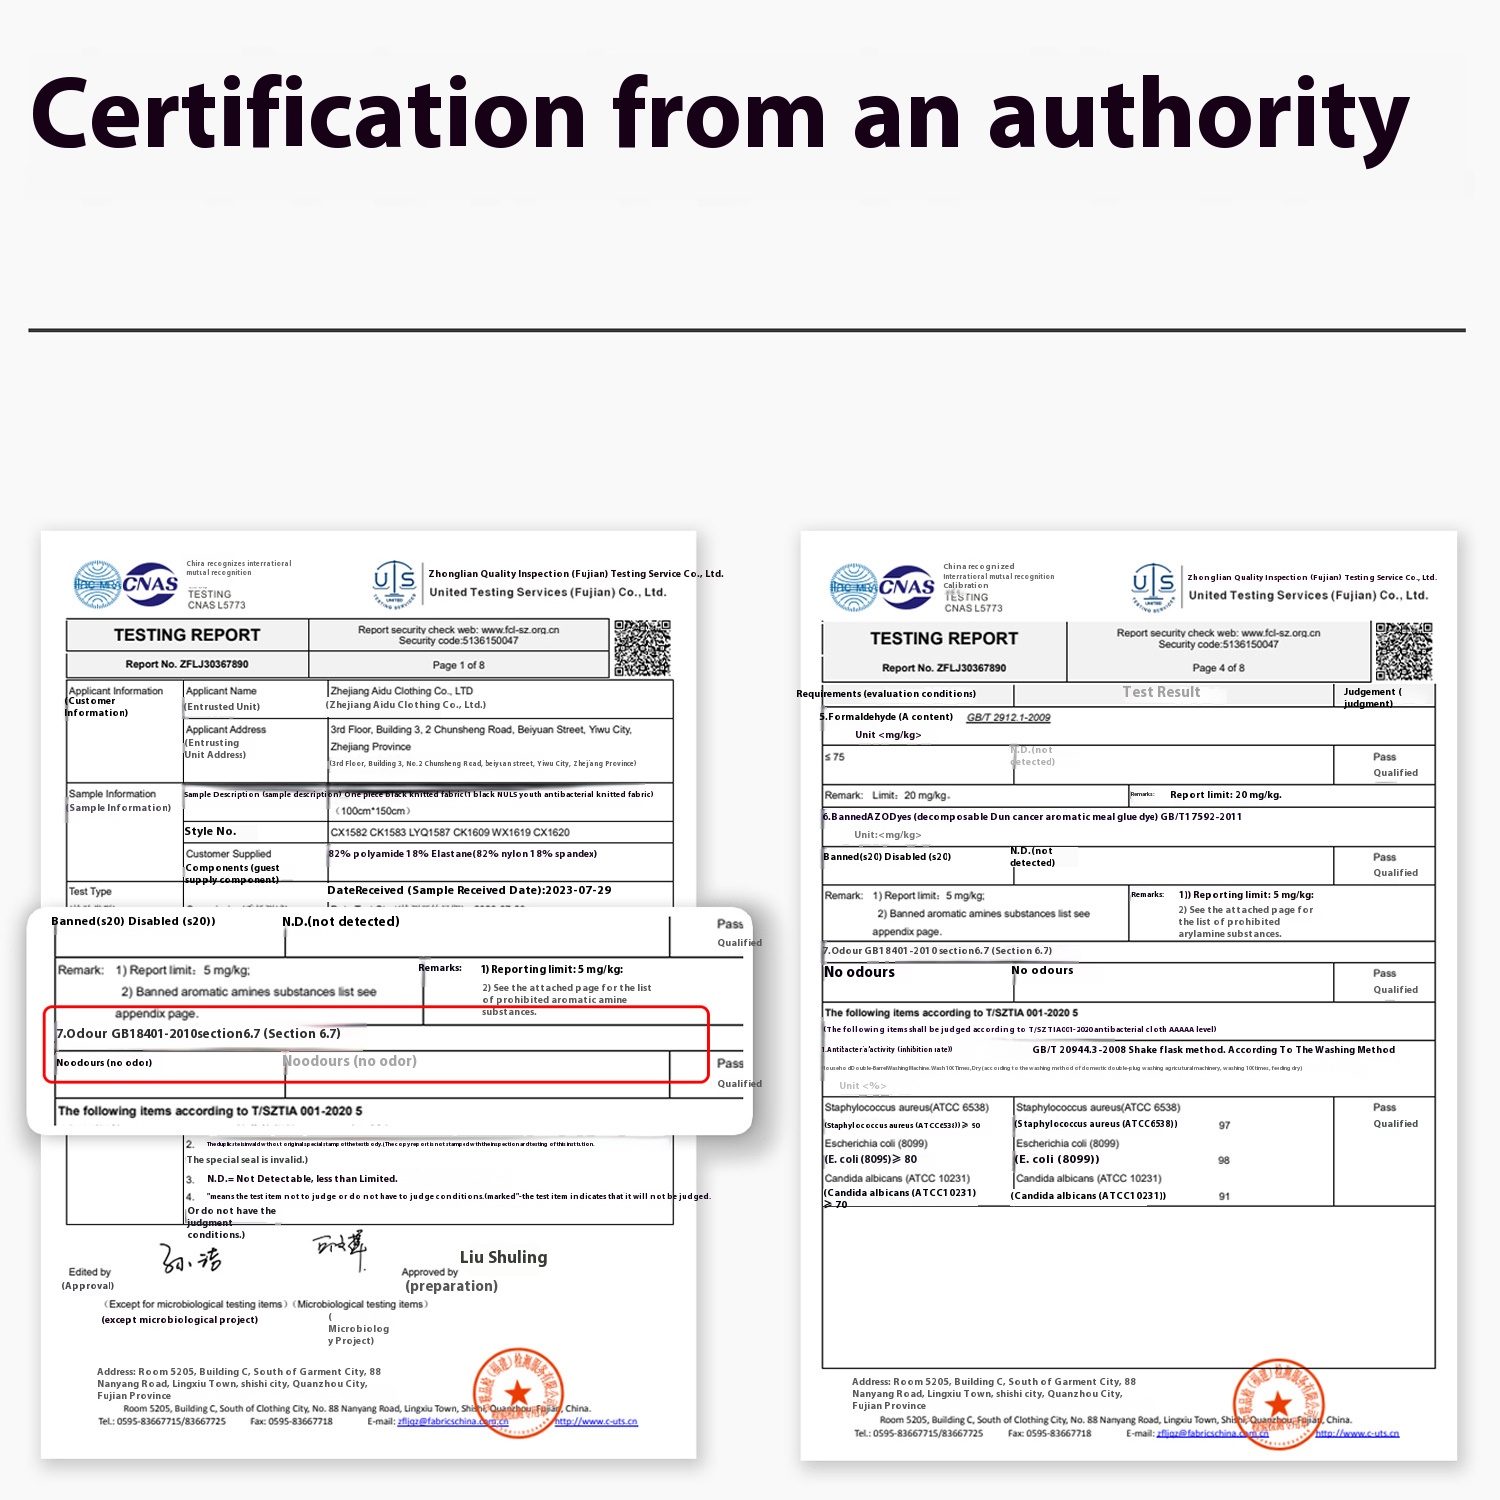 Certification from an authority
China recognizes international
mutual recognition
CNAS
TESTING
CNAS L5773
UTS
UNITED
TESTING SERVICES
Zhonglian Quality Inspection (Fujian) Testing Service Co., Ltd.
United Testing Services (Fujian) Co., Ltd.
TESTING REPORT
Report security check web: www.fcl-sz.org.cn
Security code:5136150047
Report No. ZFLJ30367890
Page 1 of 8
Applicant Information
(Customer
Information)
Applicant Name
(Entrusted Unit)
Zhejiang Aidu Clothing Co., LTD
(Zhejiang Aidu Clothing Co., Ltd.)
Applicant Address
(Entrusting
Unit Address)
3rd Floor, Building 3, 2 Chunsheng Road, Beiyuan Street, Yiwu City,
Zhejiang Province
(3rd Floor, Building 3, No.2 Chunsheng Road, beiyuan street, Yiwu City, Zhejiang Province)
Sample Information
(Sample Information)
Sample Description (sample description) One piece black knitted fabric(1 black NULS youth antibacterial knitted fabric)
（100cm*150cm）
Style No.
CX1582 CK1583 LYQ1587 CK1609 WX1619 CX1620
Customer Supplied
Components (guest
supply component)
82% polyamide 18% Elastane(82% nylon 18% spandex)
Test Type
DateReceived (Sample Received Date):2023-07-29
Banned(s20) Disabled (s20))
N.D.(not detected)
Pass
Qualified
Remark: 1) Report limit: 5 mg/kg;
2) Banned aromatic amines substances list see
appendix page.
Remarks:
1) Reporting limit: 5 mg/kg:
2) See the attached page for the list
of prohibited aromatic amine
substances.
7.Odour GB18401-2010section6.7 (Section 6.7)
Noodours (no odor)
Noodours (no odor)
Pass
Qualified
The following items according to T/SZTIA 001-2020 5
2. Theduplicateisinvalidwithout originalspecialstampofthetestbody.(Thecopyreportisnotstampedwiththeinspectionandtesting of this institution.
The special seal is invalid.)
3. N.D.= Not Detectable, less than Limited.
4. "means the test item not to judge or do not have to judge conditions.(marked"-the test item indicates that it will not be judged.
Or do not have the
judgment
conditions.)
Edited by
(Approval)
Approved by
Liu Shuling
(preparation)
（Except for microbiological testing items）（Microbiological testing items）
(except microbiological project)
(
Microbiolog
y Project)
Address: Room 5205, Building C, South of Garment City, 88
Nanyang Road, Lingxiu Town, shishi city, Quanzhou City,
Fujian Province
Room 5205, Building C, South of Clothing City, No. 88 Nanyang Road, Lingxiu Town, Shishi, Quanzhou, Fujian, China.
Tel.: 0595-83667715/83667725 Fax: 0595-83667718 E-mail: zfljqz@fabricschina.com.cn http://www.c-uts.cn
China recognized
International mutual recognition
Calibration
CNAS
TESTING
CNAS L5773
UTS
UNITED
TESTING SERVICES
Zhonglian Quality Inspection (Fujian) Testing Service Co., Ltd.
United Testing Services (Fujian) Co., Ltd.
TESTING REPORT
Report security check web: www.fcl-sz.org.cn
Security code:5136150047
Report No. ZFLJ30367890
Page 4 of 8
Requirements (evaluation conditions)
Test Result
Judgement (
judgment)
5.Formaldehyde (A content) GB/T 2912.1-2009
Unit <mg/kg>
≤ 75
N.D.(not
detected)
Pass
Qualified
Remark: Limit: 20 mg/kg.
Remarks: Report limit: 20 mg/kg.
6.BannedAZODyes (decomposable Dun cancer aromatic meal glue dye) GB/T17592-2011
Unit:<mg/kg>
Banned(s20) Disabled (s20)
N.D.(not
detected)
Pass
Qualified
Remark: 1) Report limit: 5 mg/kg;
2) Banned aromatic amines substances list see
appendix page.
Remarks:
1)) Reporting limit: 5 mg/kg:
2) See the attached page for
the list of prohibited
arylamine substances.
7.Odour GB18401-2010 section6.7 (Section 6.7)
No odours
No odours
Pass
Qualified
The following items according to T/SZTIA 001-2020 5
(The following items shall be judged according to T/SZTIACC1-2020antibacterial cloth AAAAA level)
GB/T 20944.3-2008 Shake flask method. According To The Washing Method
Unit <%>
Staphylococcus aureus(ATCC 6538)
(Staphylococcus aureus (ATCC6538)) ≥ 90
Escherichia coli (8099)
(E. coli (8099)≥ 80
Candida albicans (ATCC 10231)
(Candida albicans (ATCC10231)
≥ 70
Staphylococcus aureus(ATCC 6538)
(Staphylococcus aureus (ATCC6538))
97
Escherichia coli (8099)
(E. coli (8099))
98
Candida albicans (ATCC 10231)
(Candida albicans (ATCC10231))
91
Pass
Qualified
Address: Room 5205, Building C, South of Garment City, 88
Nanyang Road, Lingxiu Town, shishi city, Quanzhou City,
Fujian Province
Room 5205, Building C, South of Clothing City, No. 88 Nanyang Road, Lingxiu Town, Shishi, Quanzhou, Fujian, China.
Tel.: 0595-83667715/83667725 Fax: 0595-83667718 E-mail: zfljqz@fabricschina.com.cn http://www.c-uts.cn